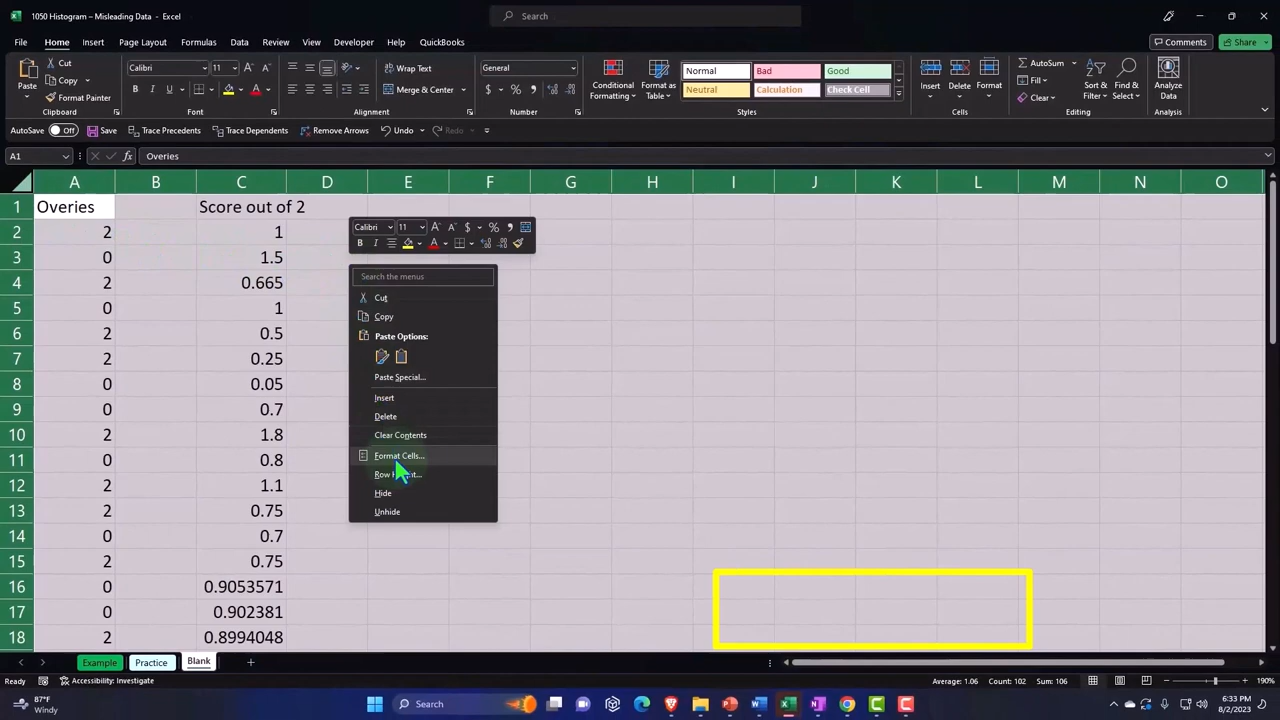 1050 Histogram – Misleading Data - Excel
Search
File Home Insert Page Layout Formulas Data Review View Developer Help QuickBooks Comments Share
Paste Cut Copy Format Painter
Calibri 11 Wrap Text Merge & Center General
Conditional Formatting Format as Table
Normal Bad Good
Neutral Calculation Check Cell
Insert Delete Format
AutoSum Fill Clear
Sort & Filter Find & Select Analyze Data
Clipboard Font Alignment Number Styles Cells Editing Analysis
AutoSave Off Save Trace Precedents Trace Dependents Remove Arrows Undo Redo
A1 fx Overies
A B C D E F G H I J K L M N O
1 Overies Score out of 2
2 2 1
3 0 1.5
4 2 0.665
5 0 1
6 2 0.5
7 2 0.25
8 0 0.05
9 0 0.7
10 2 1.8
11 0 0.8
12 2 1.1
13 2 0.75
14 0 0.7
15 2 0.75
16 0 0.9053571
17 0 0.902381
18 2 0.8994048
Calibri 11
Search the menus
Cut
Copy
Paste Options:
Paste Special...
Insert
Delete
Clear Contents
Format Cells...
Row
Hide
Unhide
Example Practice Blank
Ready Accessibility: Investigate Average: 1.06 Count: 102 Sum: 106 190%
87°F
Windy
Search
6:33 PM
8/2/2023